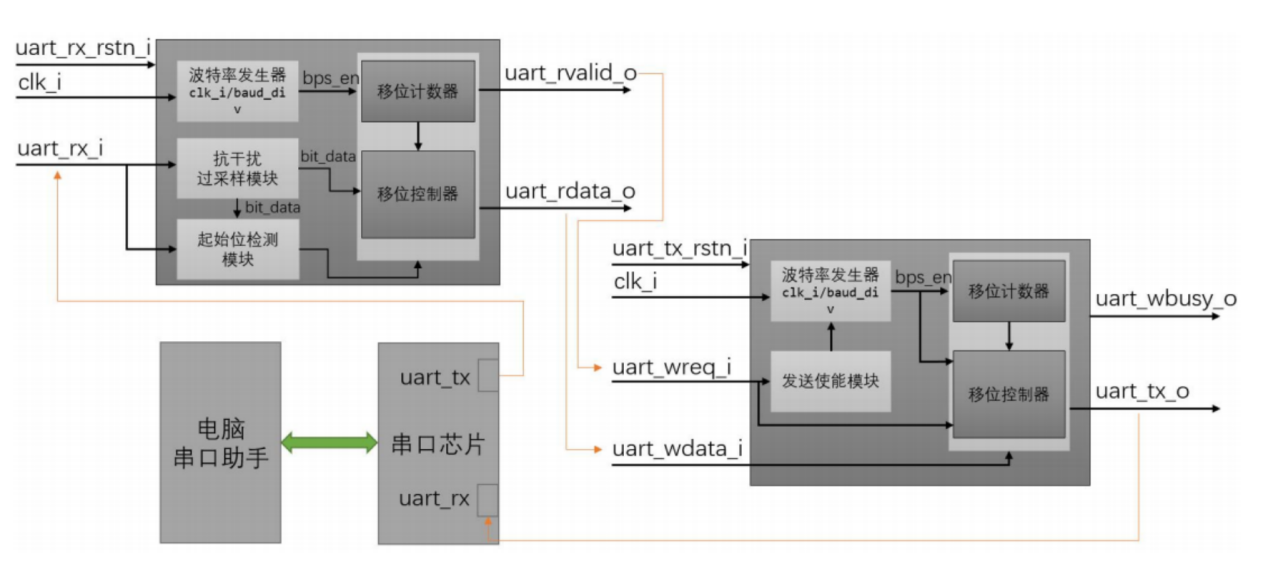 uart_rx_rstn_i
clk_i
uart_rx_i
波特率发生器
clk_i/baud_di
v
bps_en
移位计数器
抗干扰
过采样模块
bit_data
bit_data
移位控制器
起始位检测
模块
uart_rvalid_o
uart_rdata_o
uart_tx_rstn_i
clk_i
uart_wreq_i
uart_wdata_i
波特率发生器
clk_i/baud_di
v
bps_en
移位计数器
发送使能模块
移位控制器
uart_wbusy_o
uart_tx_o
电脑
串口助手
串口芯片
uart_tx
uart_rx